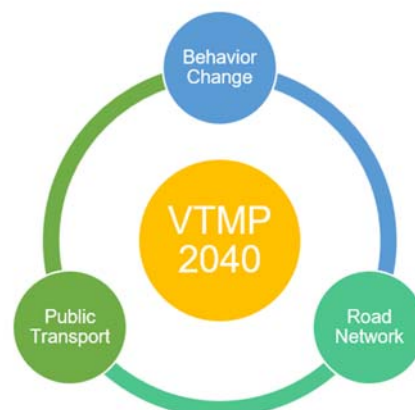 Behavior
Change
VTMP
2040
Public
Transport
Road
Network